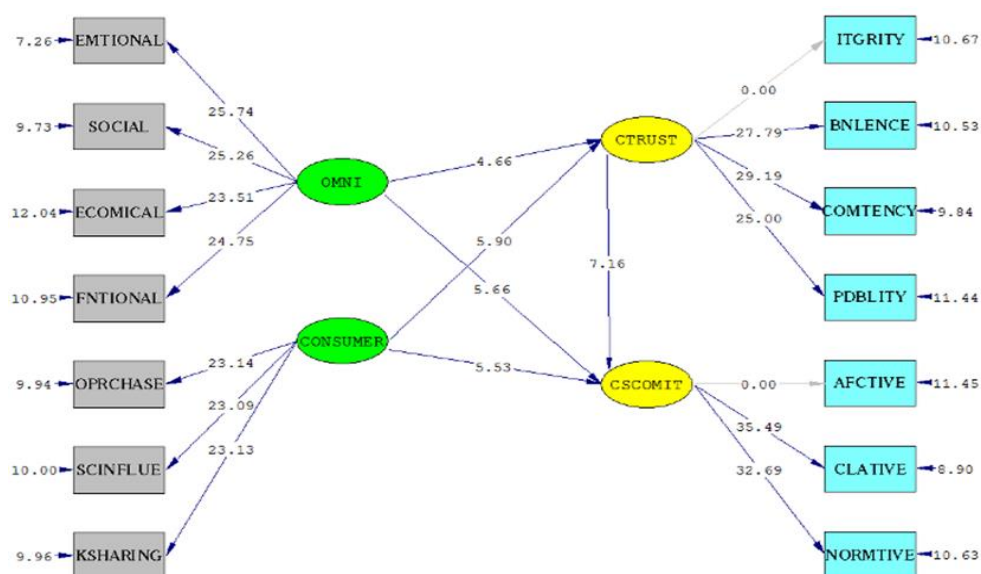 7.26 EMTIONAL
9.73 SOCIAL
12.04 ECOMICAL
10.95 FNTIONAL
9.94 OPRCHASE
10.00 SCINFLUE
9.96 KSHARING
25.74
25.26
23.51
24.75
23.14
23.09
23.13
OMNI
CONSUMER
4.66
5.90
5.66
7.16
5.53
CTRUST
CSCOMIT
0.00
27.79
29.19
25.00
0.00
35.49
32.69
ITGRITY 10.67
BNLENCE 10.53
COMTENCY 9.84
PDBLITY 11.44
AFCTIVE 11.45
CLATIVE 8.90
NORMTIVE 10.63